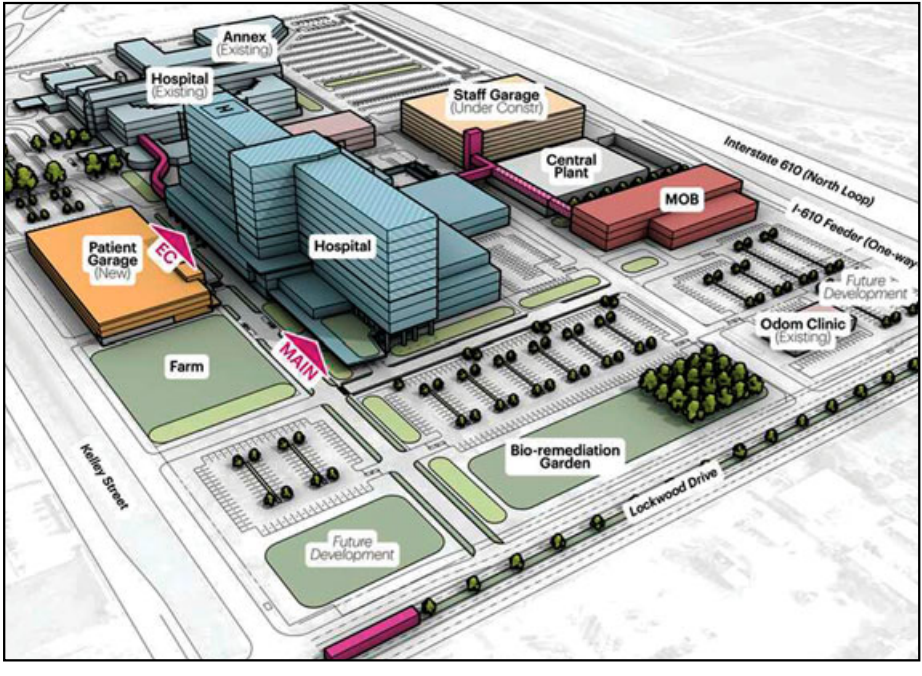 Annex
(Existing)
Hospital
(Existing)
Staff Garage
(Under Constr)
Interstate 610 (North Loop)
Central
Plant
MOB
I-610 Feeder (One-way
Patient
Garage
(New)
EC
Hospital
Future
Development
Odom Clinic
(Existing)
MAIN
Farm
Kelley Street
Bio-remediation
Garden
Lockwood Drive
Future
Development